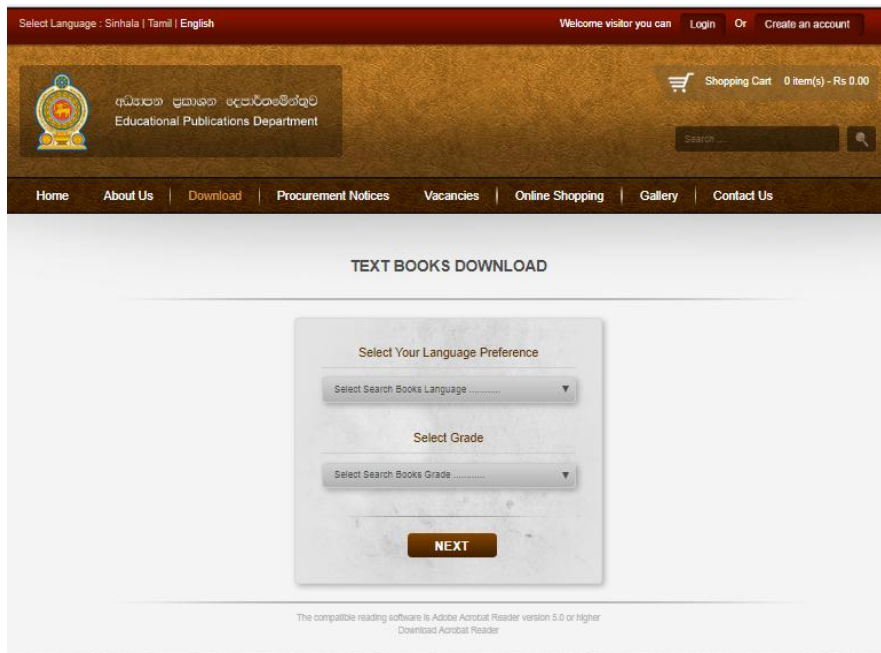 Select Language : Sinhala | Tamil | English
Welcome visitor you can Login Or Create an account
Shopping Cart 0 item(s) - Rs 0.00
අධ්‍යාපන ප්‍රකාශන දෙපාර්තමේන්තුව
Educational Publications Department
Search ...
Home About Us Download Procurement Notices Vacancies Online Shopping Gallery Contact Us
TEXT BOOKS DOWNLOAD
Select Your Language Preference
Select Search Books Language ............
Select Grade
Select Search Books Grade ............
NEXT
The compatible reading software is Adobe Acrobat Reader version 5.0 or higher
Download Acrobat Reader